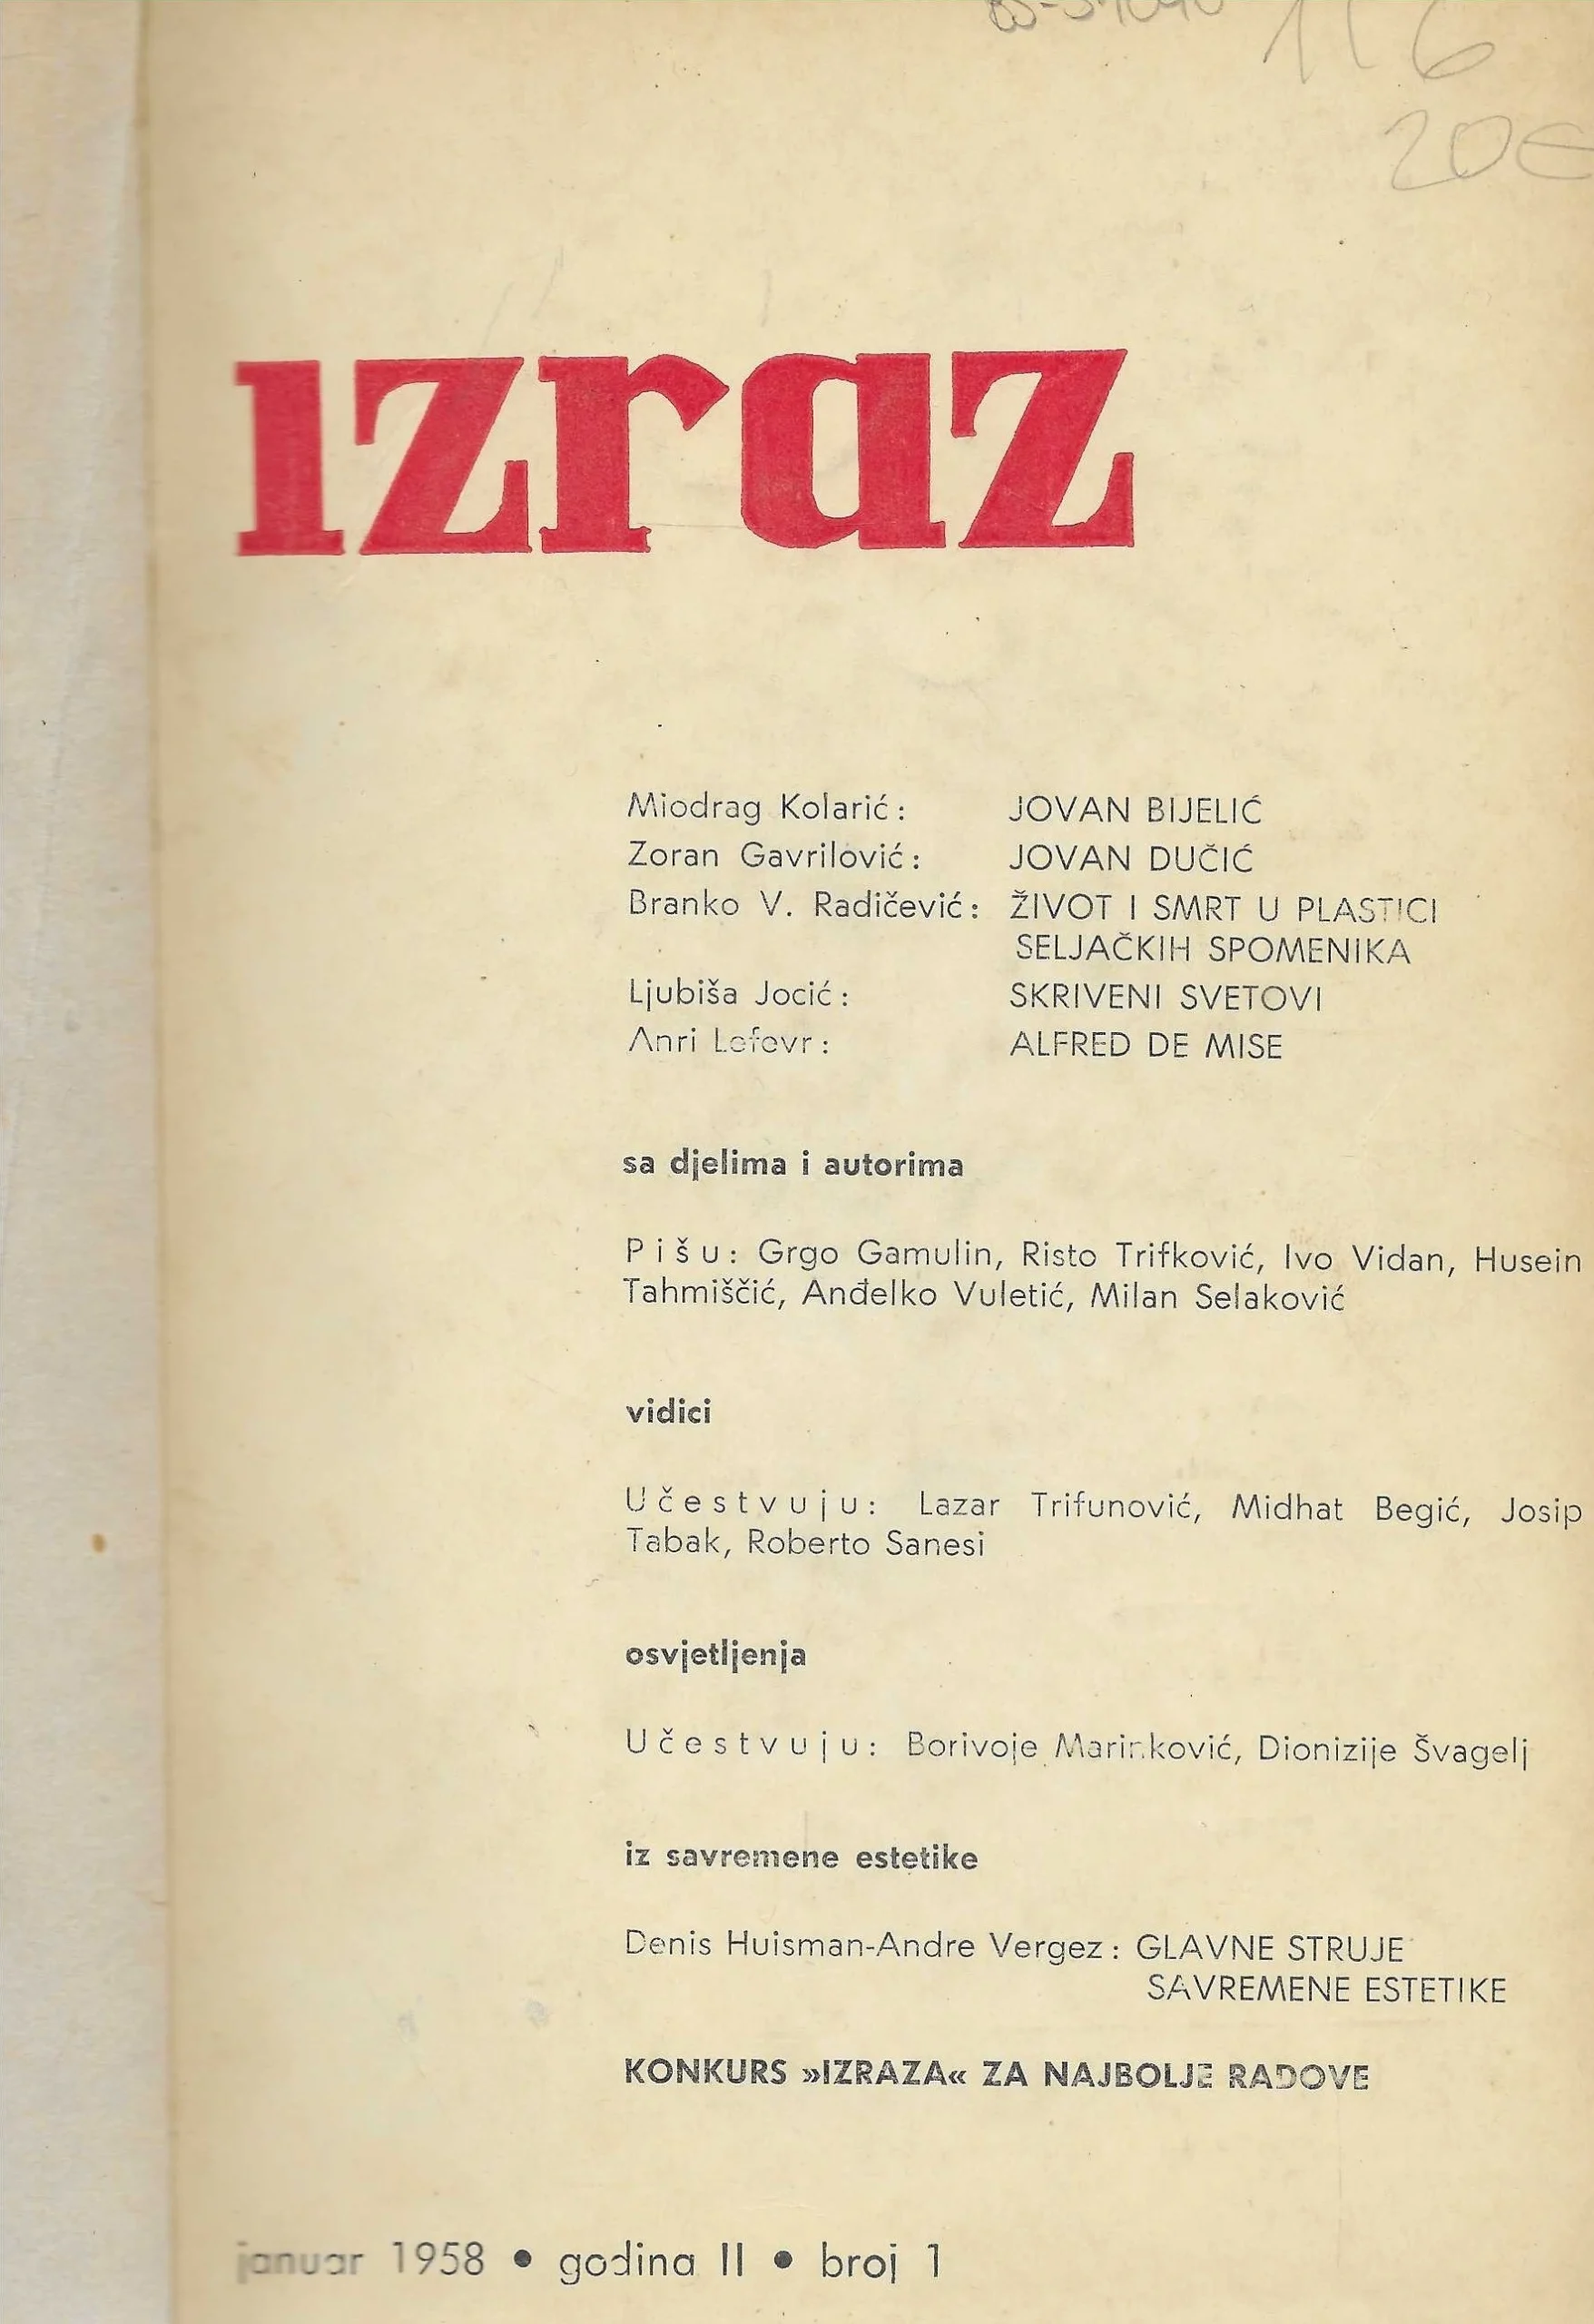 116
20€
izraz
Miodrag Kolarić: JOVAN BIJELIĆ
Zoran Gavrilović: JOVAN DUČIĆ
Branko V. Radičević: ŽIVOT I SMRT U PLASTICI
SELJAČKIH SPOMENIKA
Ljubiša Jocić: SKRIVENI SVETOVI
Anri Lefevr: ALFRED DE MISE
sa djelima i autorima
Pišu: Grgo Gamulin, Risto Trifković, Ivo Vidan, Husein
Tahmiščić, Anđelko Vuletić, Milan Selaković
vidici
Učestvuju: Lazar Trifunović, Midhat Begić, Josip
Tabak, Roberto Sanesi
osvjetljenja
Učestvuju: Borivoje Marinković, Dionizije Švagelj
iz savremene estetike
Denis Huisman-Andre Vergez: GLAVNE STRUJE
SAVREMENE ESTETIKE
KONKURS »IZRAZA« ZA NAJBOLJE RADOVE
januar 1958 • godina II • broj 1